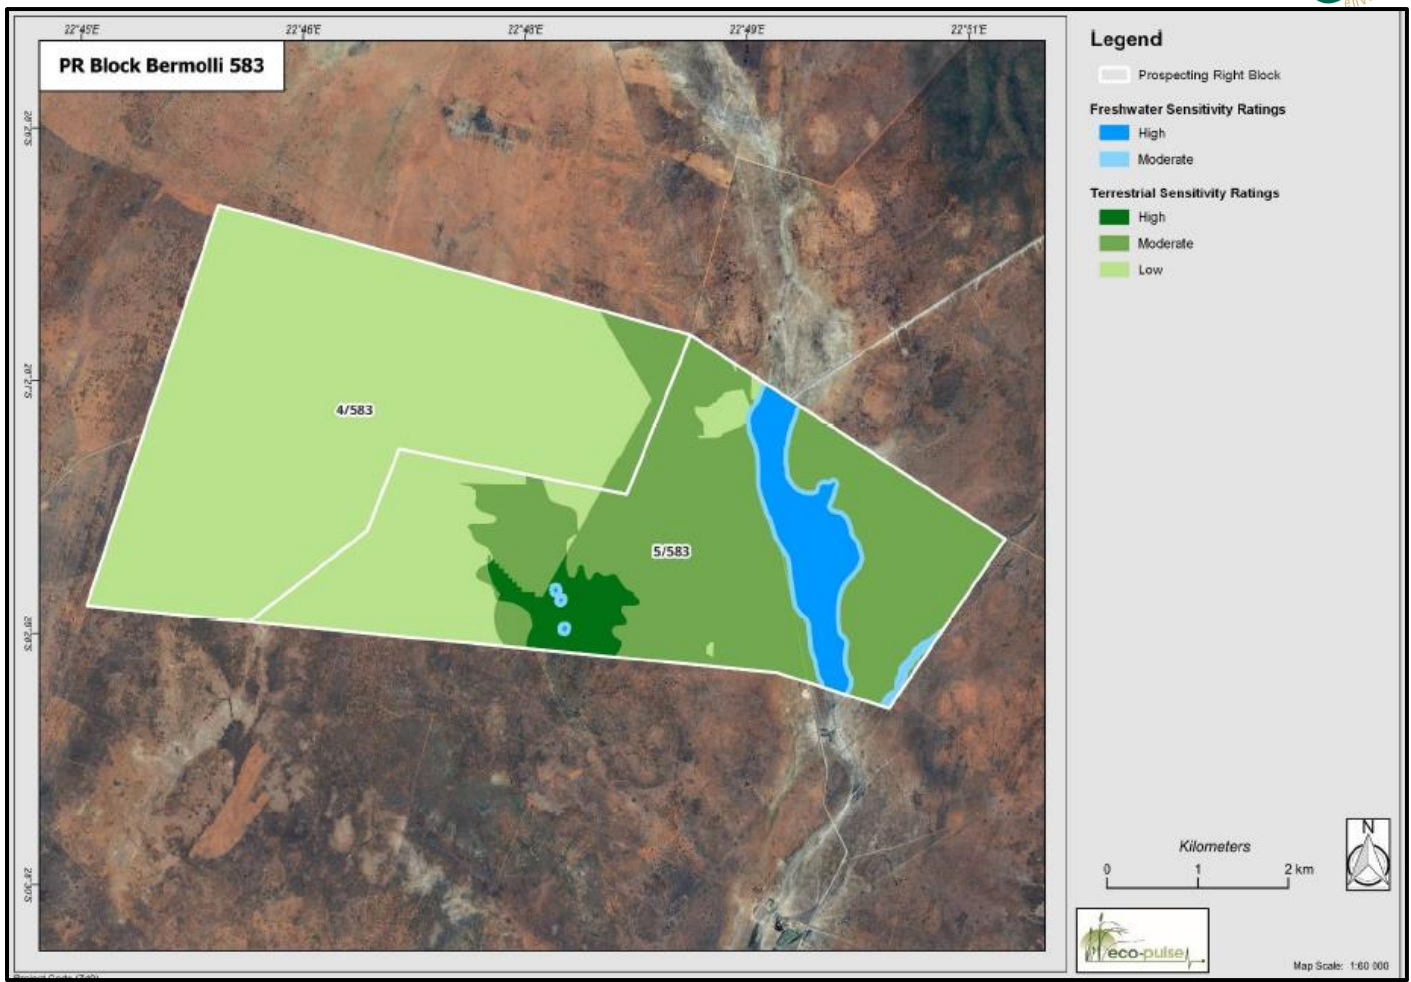 22°45'E 22°46'E 22°48'E 22°49'E 22°51'E
PR Block Bermolli 583
4/583
5/583
Legend
Prospecting Right Block
Freshwater Sensitivity Ratings
High
Moderate
Terrestrial Sensitivity Ratings
High
Moderate
Low
Kilometers
0 1 2 km
N
eco-pulse
Map Scale: 1:60 000